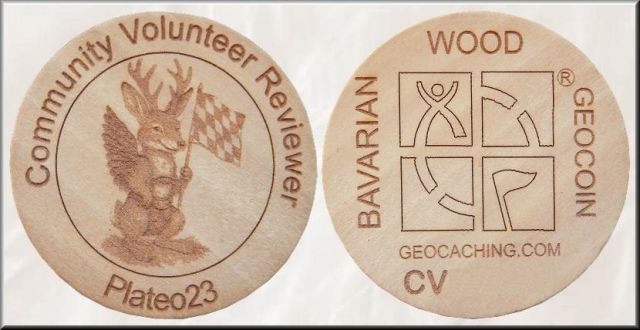 Community Volunteer Reviewer
Plateo23
BAVARIAN
WOOD
GEOCOIN
®
GEOCACHING.COM
CV